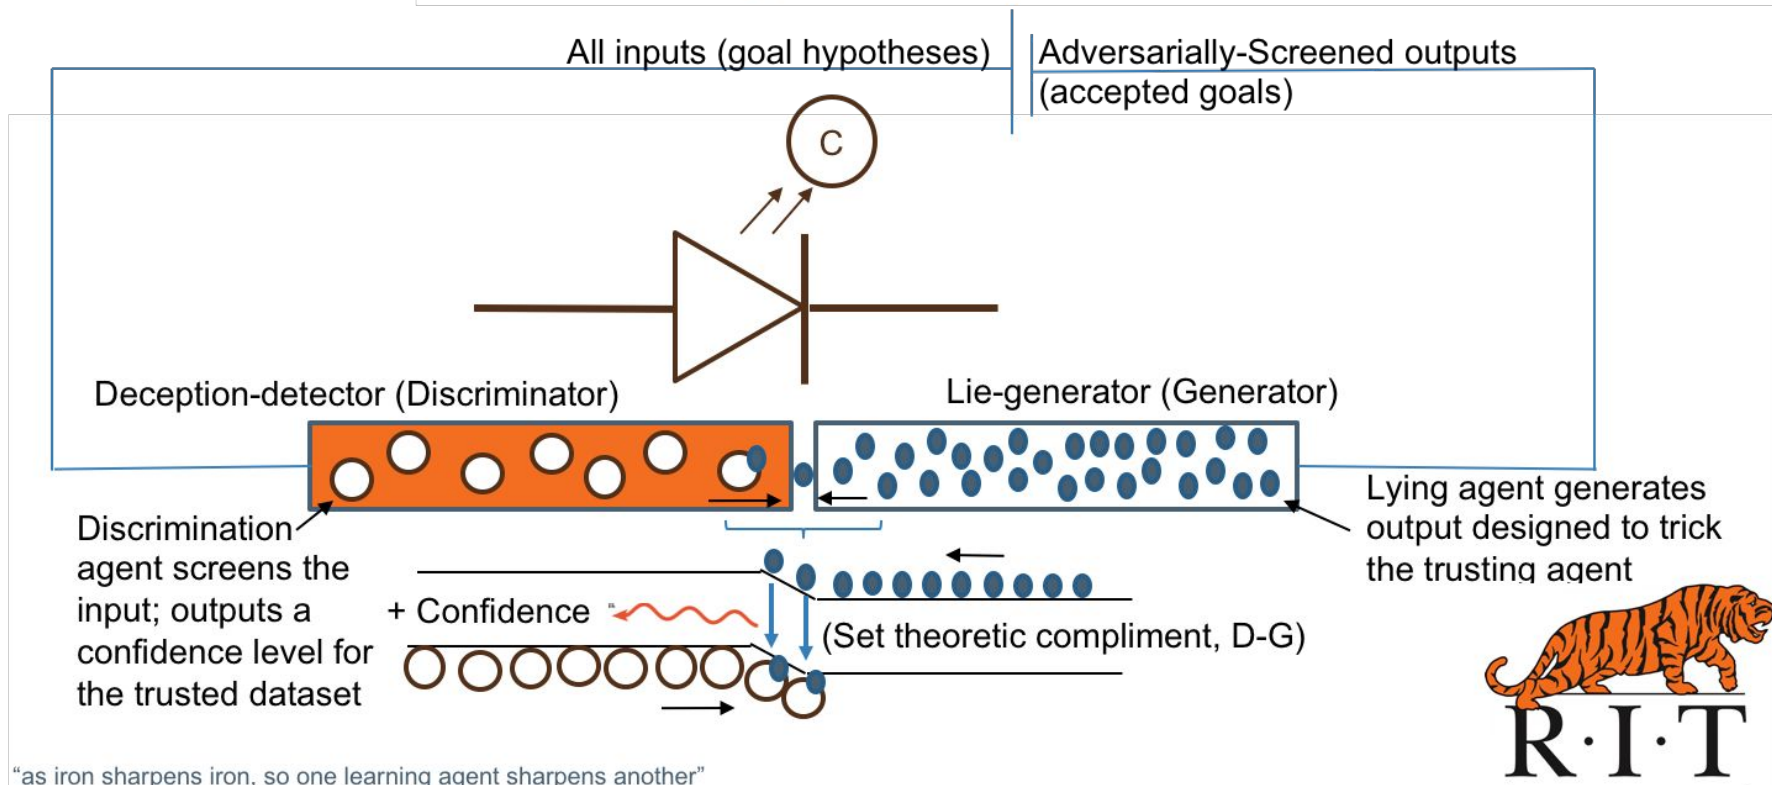 All inputs (goal hypotheses)
Adversarially-Screened outputs
(accepted goals)
C
Deception-detector (Discriminator)
Lie-generator (Generator)
Discrimination
agent screens the
input; outputs a
confidence level for
the trusted dataset
Lying agent generates
output designed to trick
the trusting agent
+ Confidence
(Set theoretic compliment, D-G)
R·I·T
“as iron sharpens iron, so one learning agent sharpens another”